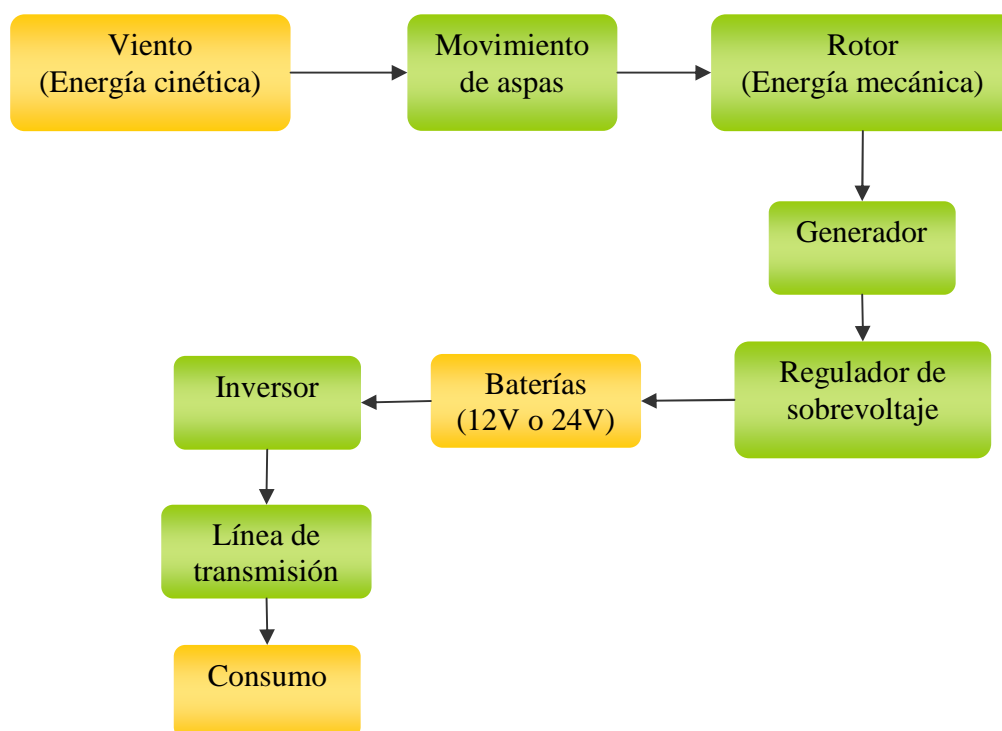 Viento
(Energía cinética)
Movimiento
de aspas
Rotor
(Energía mecánica)
Generador
Regulador de
sobrevoltaje
Baterías
(12V o 24V)
Inversor
Línea de
transmisión
Consumo